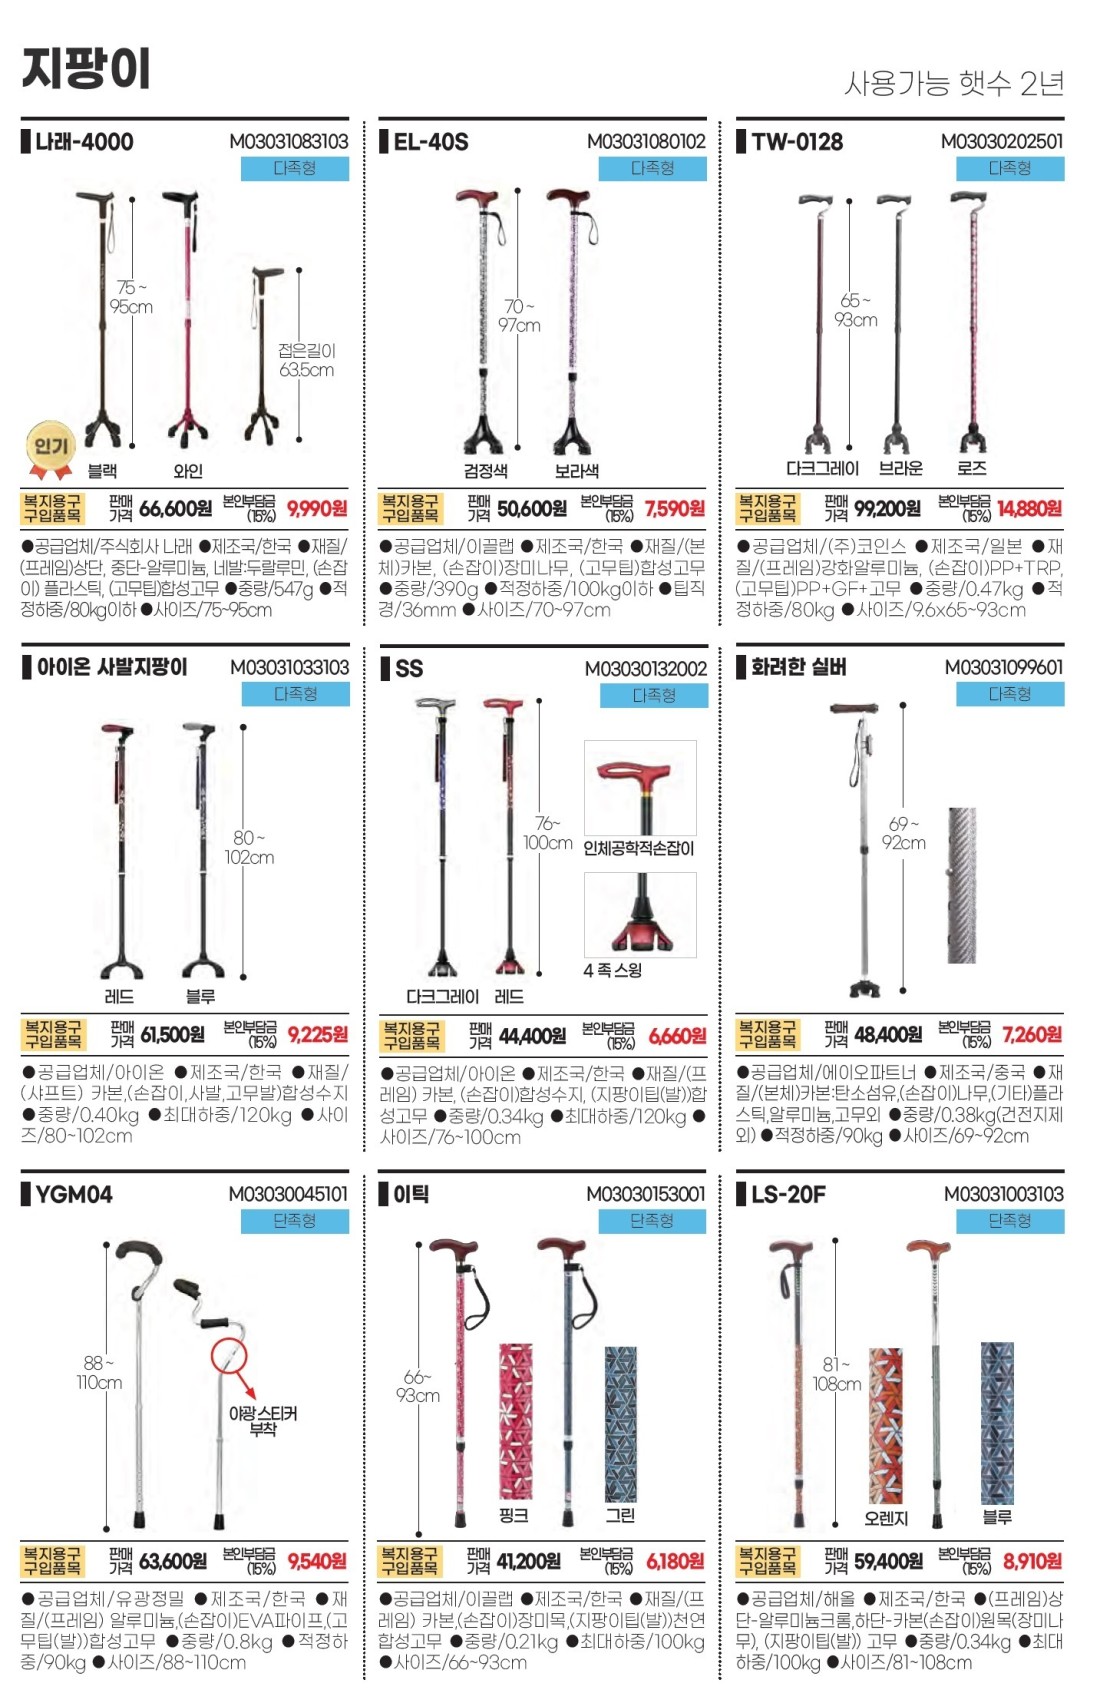 지팡이
사용가능 햇수 2년
나래-4000 M03031083103
다족형
75~
95cm
접은길이
63.5cm
인기
블랙 와인
복지용구
구입품목
판매
가격 66,600원 본인부담금
(15%) 9,990원
●공급업체/주식회사 나래 ●제조국/한국 ●재질/
(프레임)상단, 중단-알루미늄, 네발:두랄루민, (손잡
이) 플라스틱, (고무팁)합성고무 ●중량/547g ●적
정하중/80kg이하 ●사이즈/75~95cm
EL-40S M03031080102
다족형
70~
97cm
검정색 보라색
복지용구
구입품목
판매
가격 50,600원 본인부담금
(15%) 7,590원
●공급업체/이끌랩 ●제조국/한국 ●재질/(본
체)카본, (손잡이)장미나무, (고무팁)합성고무
●중량/390g ●적정하중/100kg이하 ●팁직
경/36mm ●사이즈/70~97cm
TW-0128 M03030202501
다족형
65~
93cm
다크그레이 브라운 로즈
복지용구
구입품목
판매
가격 99,200원 본인부담금
(15%) 14,880원
●공급업체/(주)코인스 ●제조국/일본 ●재
질/(프레임)강화알루미늄, (손잡이)PP+TRP,
(고무팁)PP+GF+고무 ●중량/0.47kg ●적
정하중/80kg ●사이즈/9.6x65~93cm
아이온 사발지팡이 M03031033103
다족형
80~
102cm
레드 블루
복지용구
구입품목
판매
가격 61,500원 본인부담금
(15%) 9,225원
●공급업체/아이온 ●제조국/한국 ●재질/
(샤프트) 카본,(손잡이,사발,고무발)합성수지
●중량/0.40kg ●최대하중/120kg ●사이
즈/80~102cm
SS M03030132002
다족형
76~
100cm
인체공학적손잡이
4 족 스윙
다크그레이 레드
복지용구
구입품목
판매
가격 44,400원 본인부담금
(15%) 6,660원
●공급업체/아이온 ●제조국/한국 ●재질/(프
레임) 카본, (손잡이)합성수지, (지팡이팁(발))합
성고무 ●중량/0.34kg ●최대하중/120kg ●
사이즈/76~100cm
화려한 실버 M03031099601
다족형
69~
92cm
복지용구
구입품목
판매
가격 48,400원 본인부담금
(15%) 7,260원
●공급업체/에이오파트너 ●제조국/중국 ●재
질/(본체)카본:탄소섬유,(손잡이)나무,(기타)플라
스틱,알루미늄,고무외 ●중량/0.38kg(건전지제
외) ●적정하중/90kg ●사이즈/69~92cm
YGM04 M03030045101
단족형
88~
110cm
야광 스티커
부착
복지용구
구입품목
판매
가격 63,600원 본인부담금
(15%) 9,540원
●공급업체/유광정밀 ●제조국/한국 ●재
질/(프레임) 알루미늄,(손잡이)EVA파이프,(고
무팁(발))합성고무 ●중량/0.8kg ●적정하
중/90kg ●사이즈/88~110cm
이틱 M03030153001
단족형
66~
93cm
핑크 그린
복지용구
구입품목
판매
가격 41,200원 본인부담금
(15%) 6,180원
●공급업체/이끌랩 ●제조국/한국 ●재질/(프
레임) 카본,(손잡이)장미목,(지팡이팁(발))천연
합성고무 ●중량/0.21kg ●최대하중/100kg
●사이즈/66~93cm
LS-20F M03031003103
단족형
81~
108cm
오렌지 블루
복지용구
구입품목
판매
가격 59,400원 본인부담금
(15%) 8,910원
●공급업체/해올 ●제조국/한국 ●(프레임)상
단-알루미늄크롬,하단-카본(손잡이)원목(장미나
무), (지팡이팁(발)) 고무 ●중량/0.34kg ●최대
하중/100kg ●사이즈/81~108cm